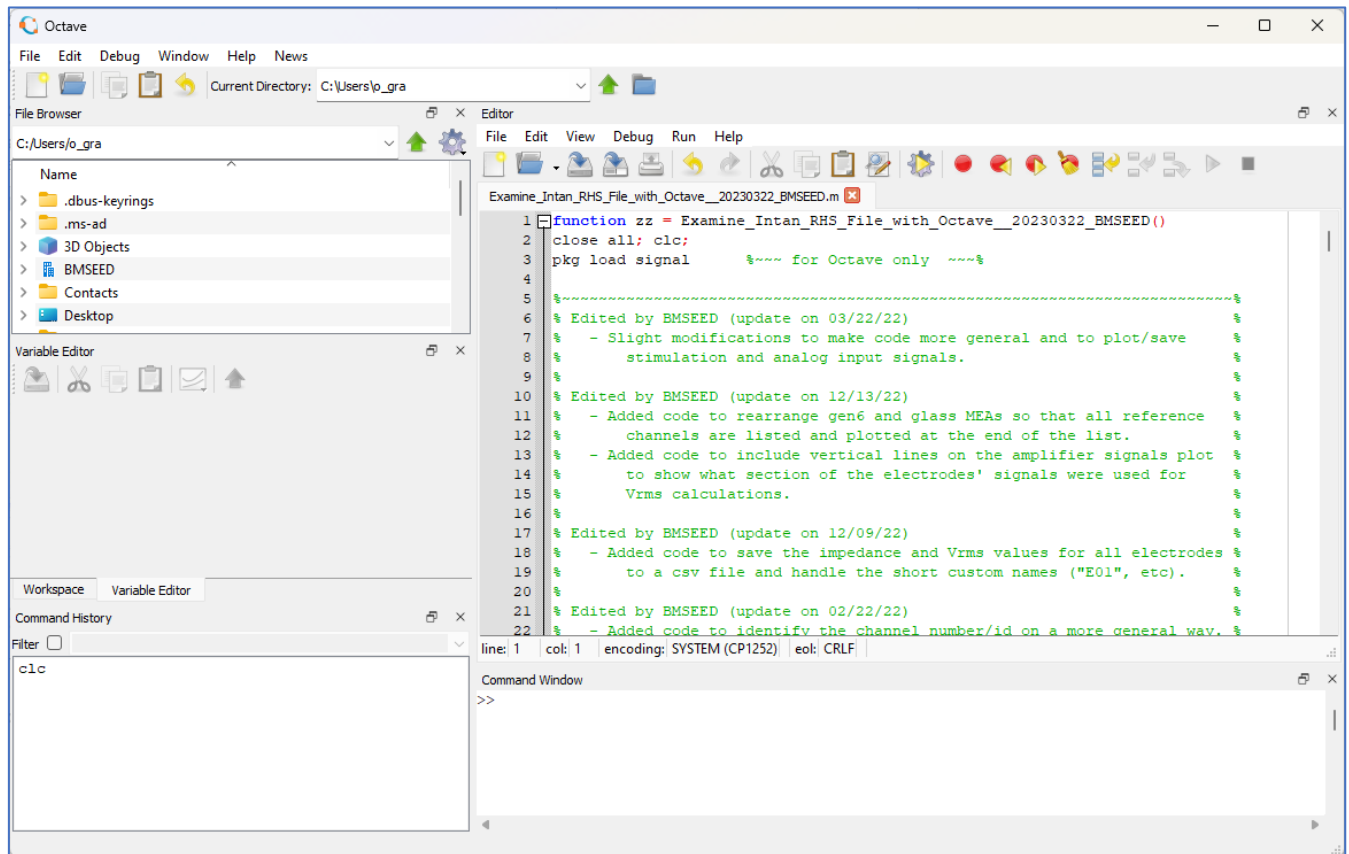 Octave
File Edit Debug Window Help News
Current Directory: C:\Users\o_gra
File Browser
C:/Users/o_gra
Name
.dbus-keyrings
.ms-ad
3D Objects
BMSEED
Contacts
Desktop
Variable Editor
Workspace Variable Editor
Command History
Filter
clc
Editor
File Edit View Debug Run Help
Examine_Intan_RHS_File_with_Octave__20230322_BMSEED.m
1 function zz = Examine_Intan_RHS_File_with_Octave__20230322_BMSEED()
2 close all; clc;
3 pkg load signal %~~~ for Octave only ~~~%
4
5 %~~~~~~~~~~~~~~~~~~~~~~~~~~~~~~~~~~~~~~~~~~~~~~~~~~~~~~~~~~~~~~~~~~~~~~~~~~%
6 % Edited by BMSEED (update on 03/22/22) %
7 % - Slight modifications to make code more general and to plot/save %
8 % stimulation and analog input signals. %
9 % %
10 % Edited by BMSEED (update on 12/13/22) %
11 % - Added code to rearrange gen6 and glass MEAs so that all reference %
12 % channels are listed and plotted at the end of the list. %
13 % - Added code to include vertical lines on the amplifier signals plot %
14 % to show what section of the electrodes' signals were used for %
15 % Vrms calculations. %
16 % %
17 % Edited by BMSEED (update on 12/09/22) %
18 % - Added code to save the impedance and Vrms values for all electrodes %
19 % to a csv file and handle the short custom names ("E01", etc). %
20 % %
21 % Edited by BMSEED (update on 02/22/22) %
22 % - Added code to identify the channel number/id on a more general way. %
line: 1 col: 1 encoding: SYSTEM (CP1252) eol: CRLF
Command Window
>>